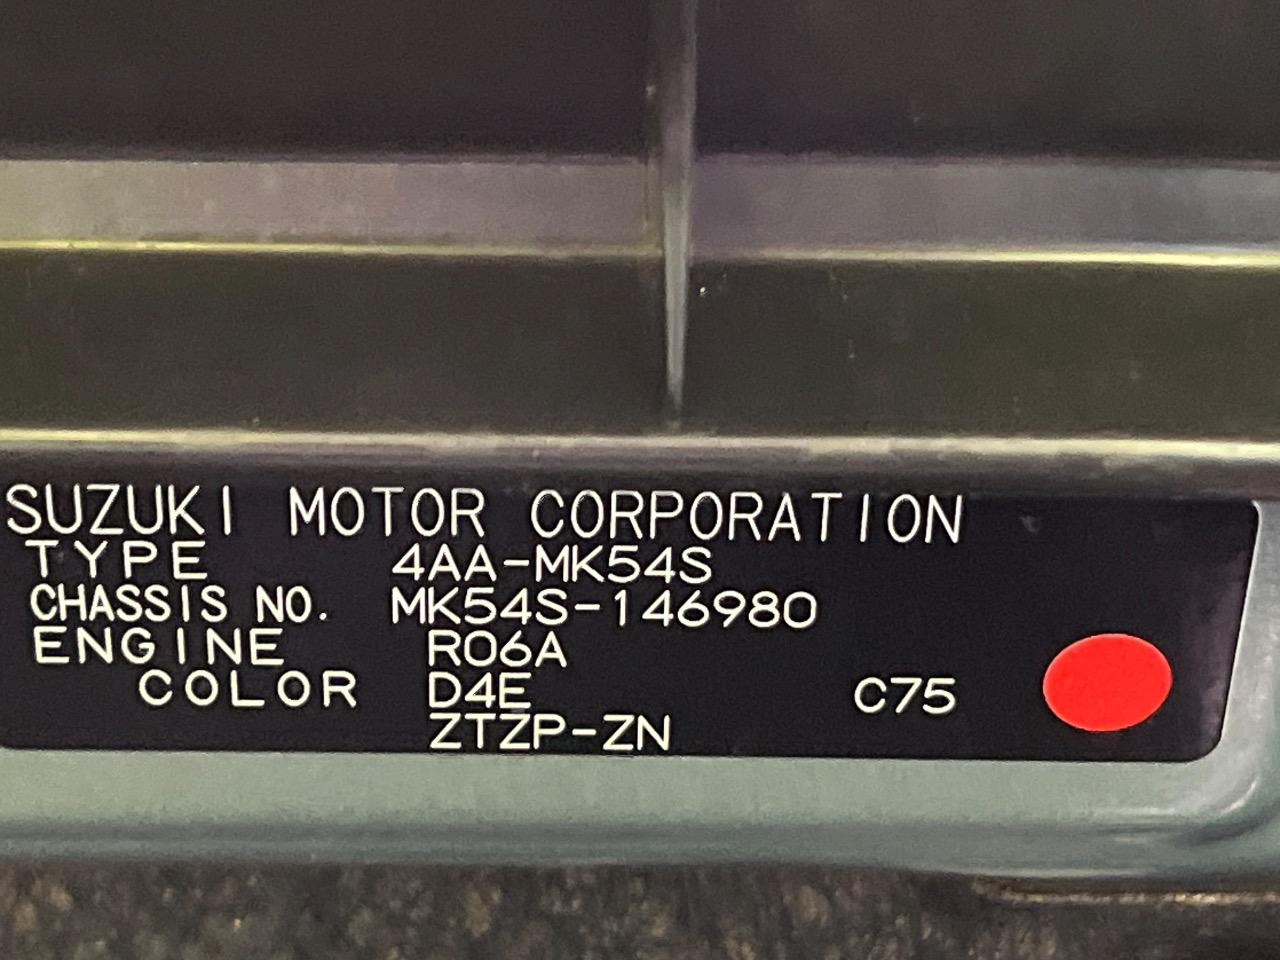 SUZUKI MOTOR CORPORATION
TYPE 4AA-MK54S
CHASSIS NO. MK54S-146980
ENGINE R06A
COLOR D4E C75
ZTZP-ZN